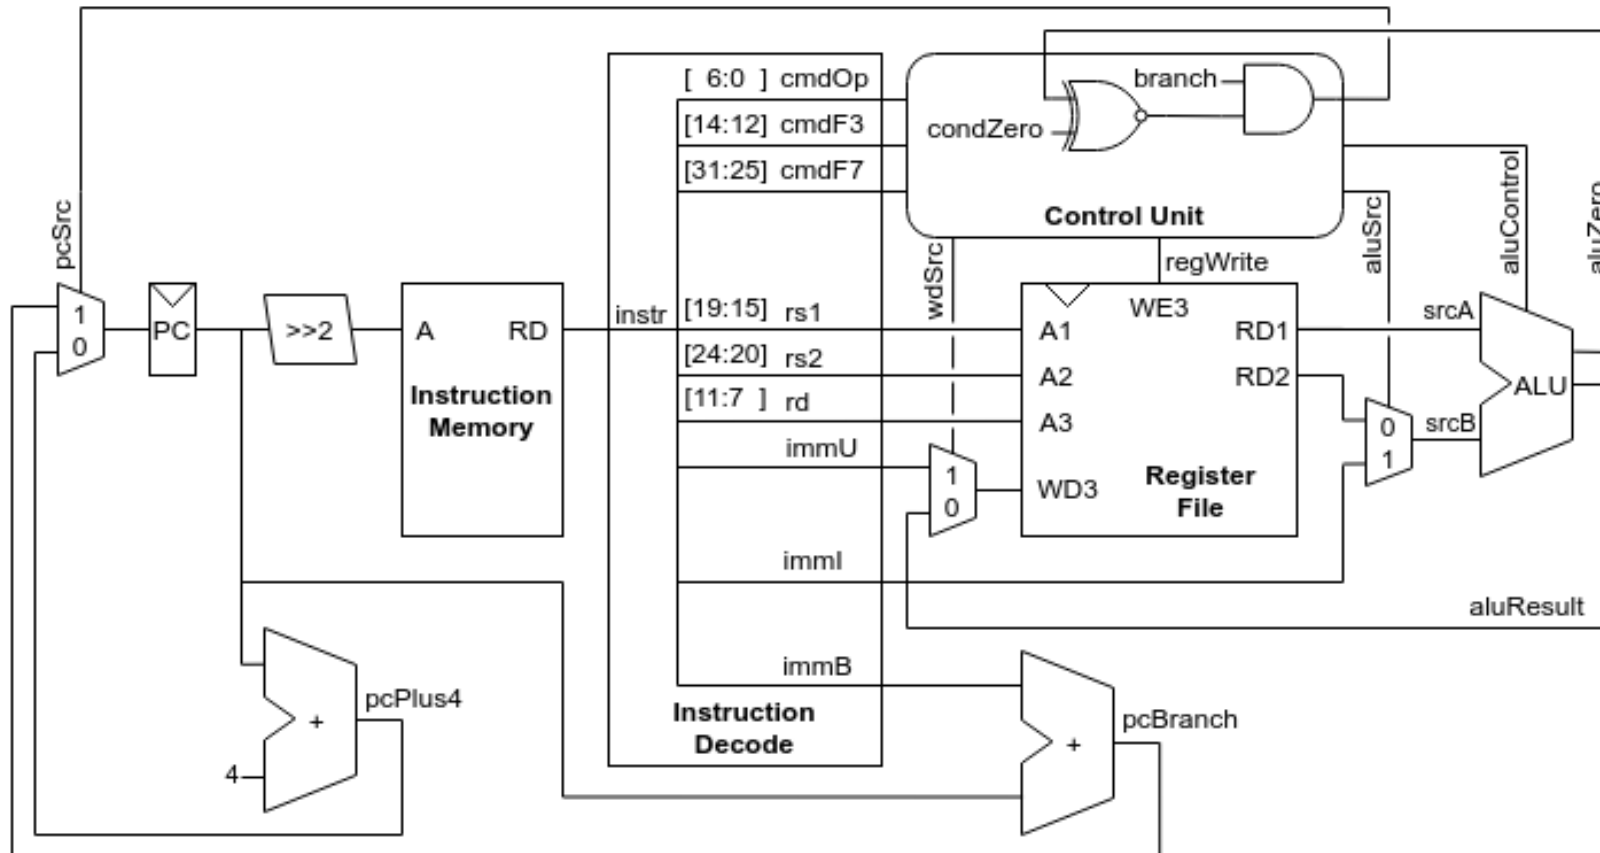 [ 6:0 ] cmdOp
branch
[14:12] cmdF3
condZero
[31:25] cmdF7
Control Unit
pcSrc
wdSrc
regWrite
aluSrc
aluControl
aluZero
1
0
PC
>>2
A
RD
Instruction
Memory
instr
[19:15] rs1
[24:20] rs2
[11:7 ] rd
immU
1
0
WE3
A1
RD1
A2
RD2
A3
WD3
Register
File
srcA
srcB
0
1
ALU
immI
aluResult
immB
pcPlus4
+
4
Instruction
Decode
pcBranch
+